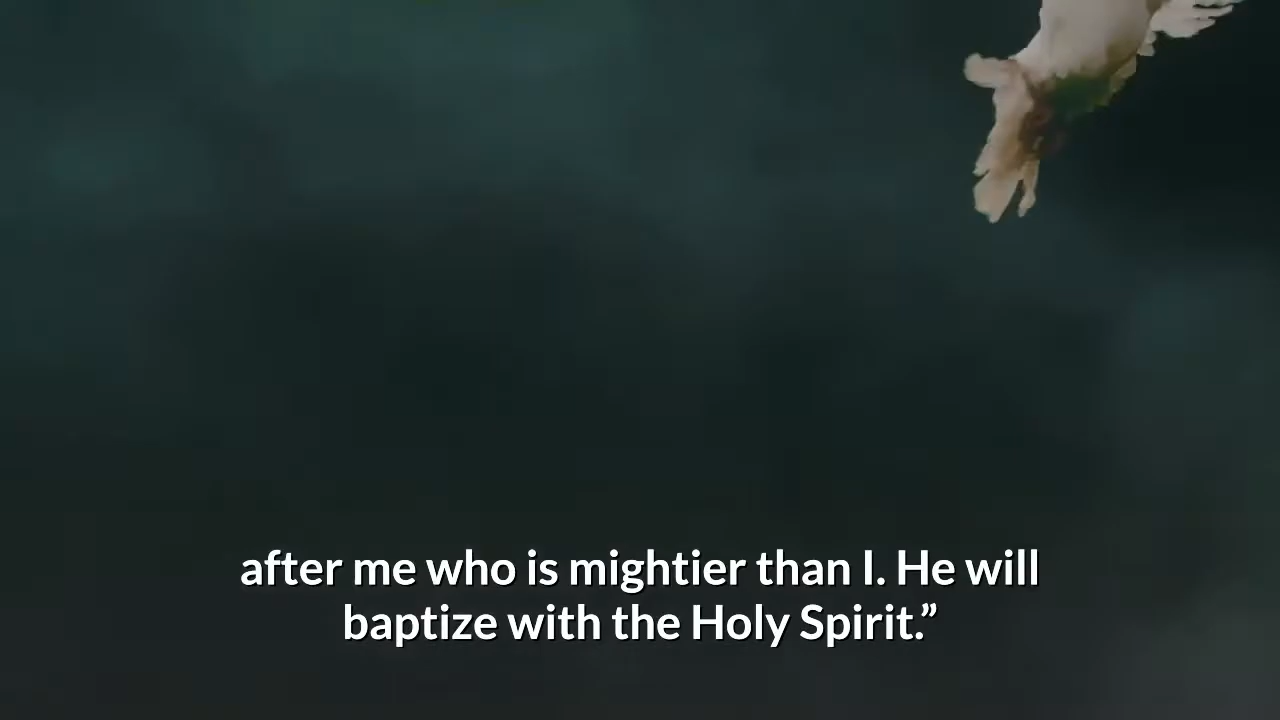 after me who is mightier than I. He will
baptize with the Holy Spirit.”